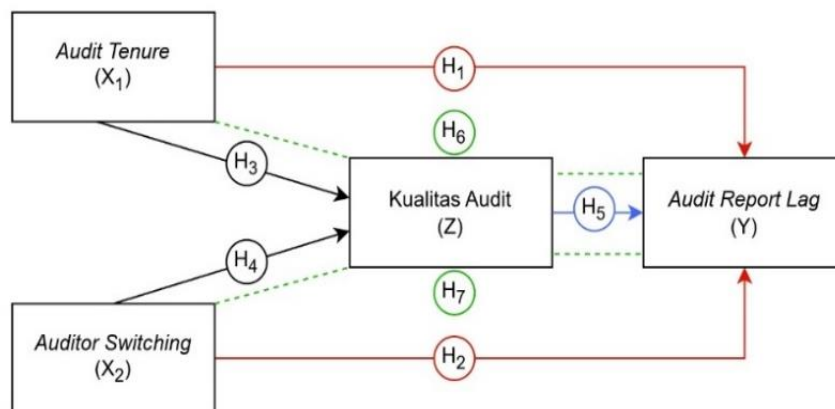 Audit Tenure
(X₁)
H₁
H₆
H₃
Kualitas Audit
(Z)
H₅
Audit Report Lag
(Y)
H₄
H₇
Auditor Switching
(X₂)
H₂